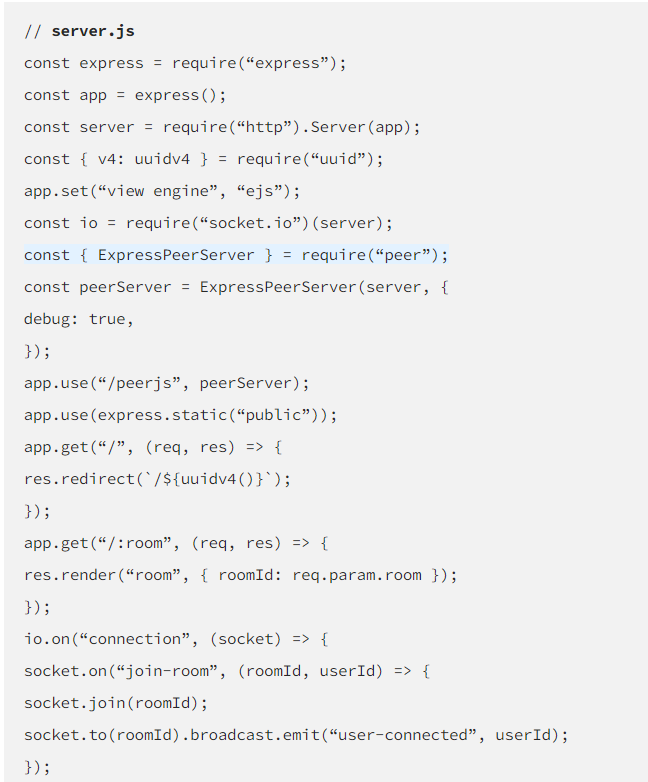 // server.js
const express = require(“express”);
const app = express();
const server = require(“http”).Server(app);
const { v4: uuidv4 } = require(“uuid”);
app.set(“view engine”, “ejs”);
const io = require(“socket.io”)(server);
const { ExpressPeerServer } = require(“peer”);
const peerServer = ExpressPeerServer(server, {
debug: true,
});
app.use(“/peerjs”, peerServer);
app.use(express.static(“public”));
app.get(“/”, (req, res) => {
res.redirect(`/${uuidv4()}`);
});
app.get(“/:room”, (req, res) => {
res.render(“room”, { roomId: req.param.room });
});
io.on(“connection”, (socket) => {
socket.on(“join-room”, (roomId, userId) => {
socket.join(roomId);
socket.to(roomId).broadcast.emit(“user-connected”, userId);
});